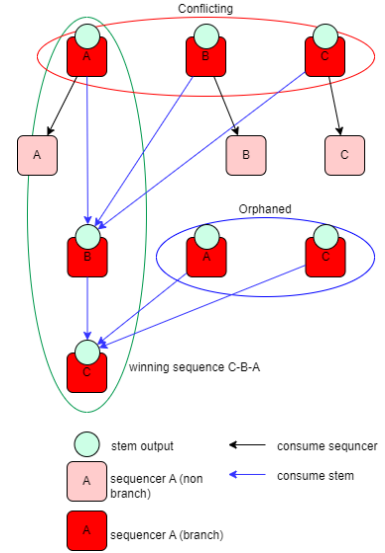 Conflicting
A
B
C
A
B
C
Orphaned
B
A
C
C
winning sequence C-B-A
stem output
consume sequncer
A
sequencer A (non
branch)
consume stem
A
sequencer A (branch)